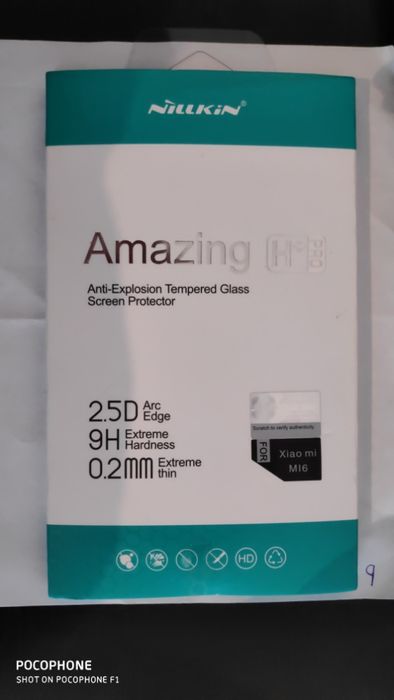 NILLKIN®
Amazing H+ PRO
Anti-Explosion Tempered Glass
Screen Protector
2.5D Arc Edge
9H Extreme Hardness
0.2MM Extreme thin
Scratch to verify authenticity
FOR
Xiao mi
MI6
HD
9
POCOPHONE
SHOT ON POCOPHONE F1